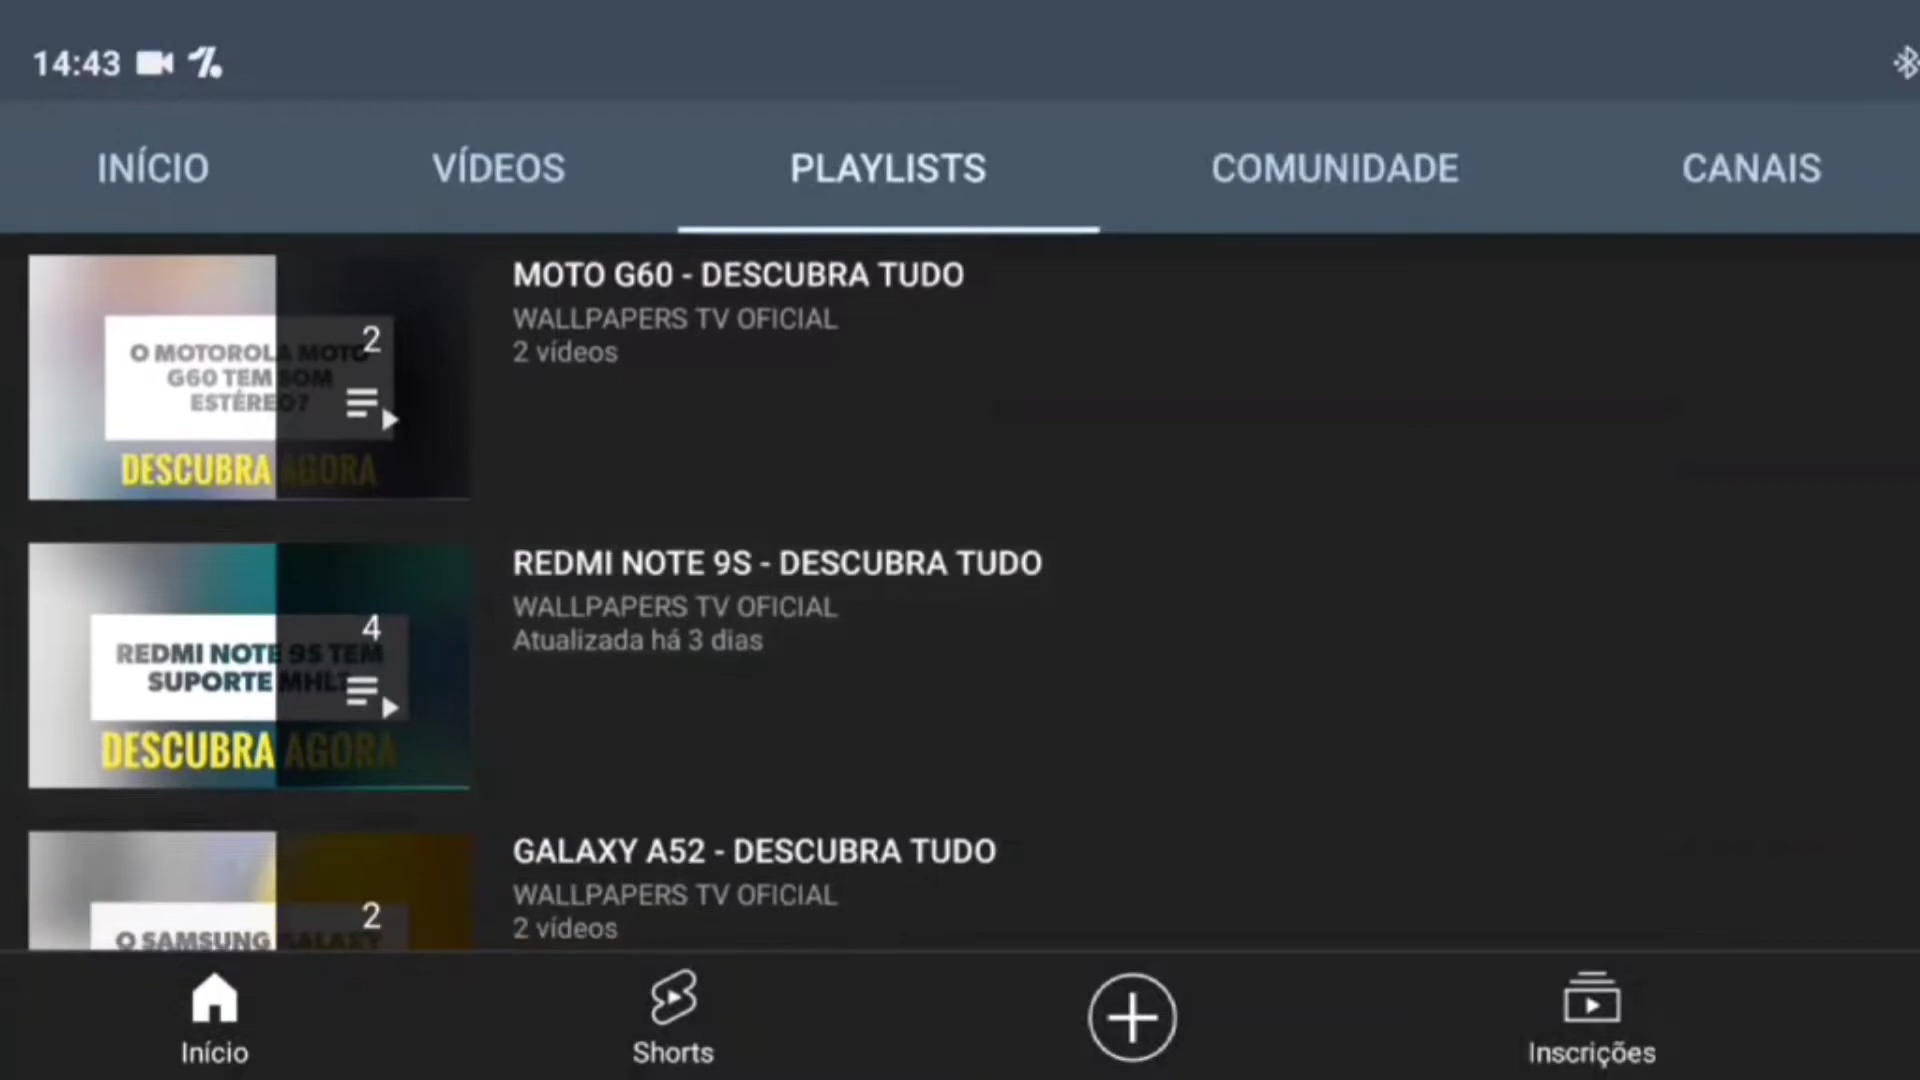 14:43
INÍCIO
VÍDEOS
PLAYLISTS
COMUNIDADE
CANAIS
2
O MOTOROLA MOTO
G60 TEM SOM
ESTÉREO?
DESCUBRA AGORA
MOTO G60 - DESCUBRA TUDO
WALLPAPERS TV OFICIAL
2 vídeos
4
REDMI NOTE 9S TEM
SUPORTE MHL?
DESCUBRA AGORA
REDMI NOTE 9S - DESCUBRA TUDO
WALLPAPERS TV OFICIAL
Atualizada há 3 dias
2
O SAMSUNG GALAXY
GALAXY A52 - DESCUBRA TUDO
WALLPAPERS TV OFICIAL
2 vídeos
Início
Shorts
Inscrições